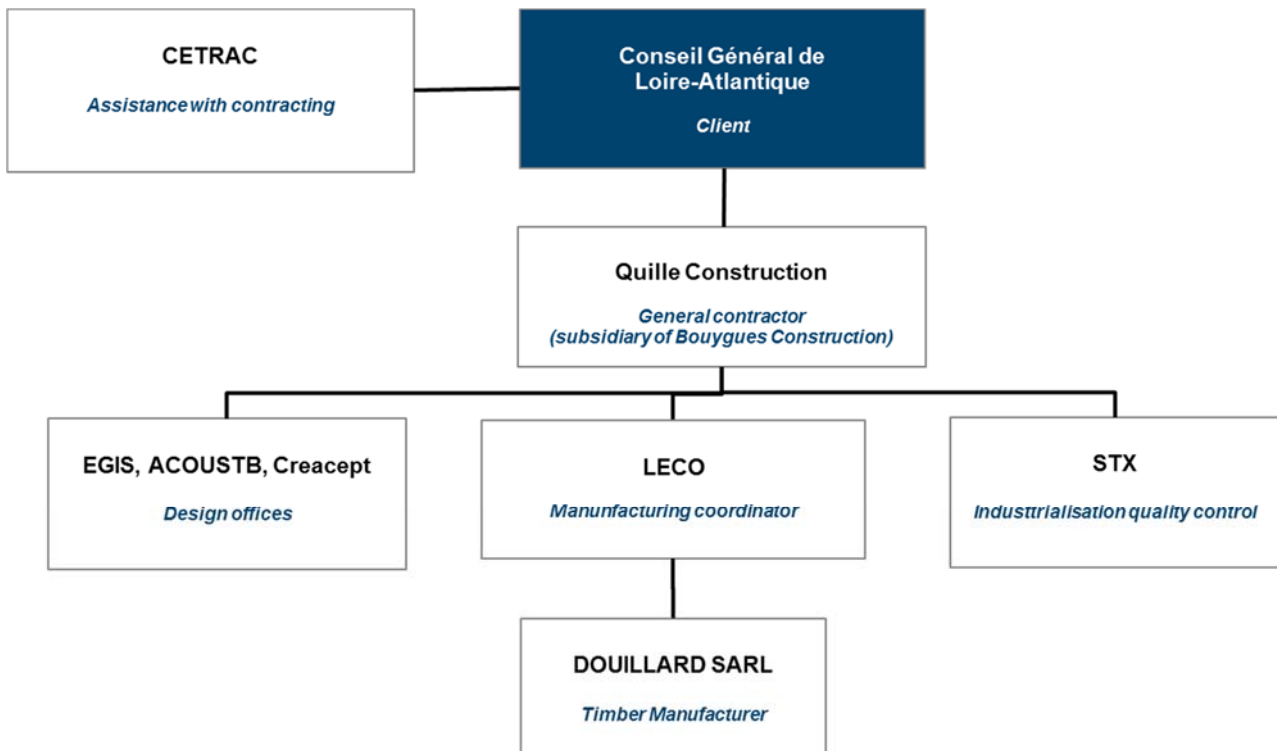 CETRAC
Assistance with contracting
Conseil Général de
Loire-Atlantique
Client
Quille Construction
General contractor
(subsidiary of Bouygues Construction)
EGIS, ACOUSTB, Creacept
Design offices
LECO
Manunfacturing coordinator
STX
Industtrialisation quality control
DOUILLARD SARL
Timber Manufacturer